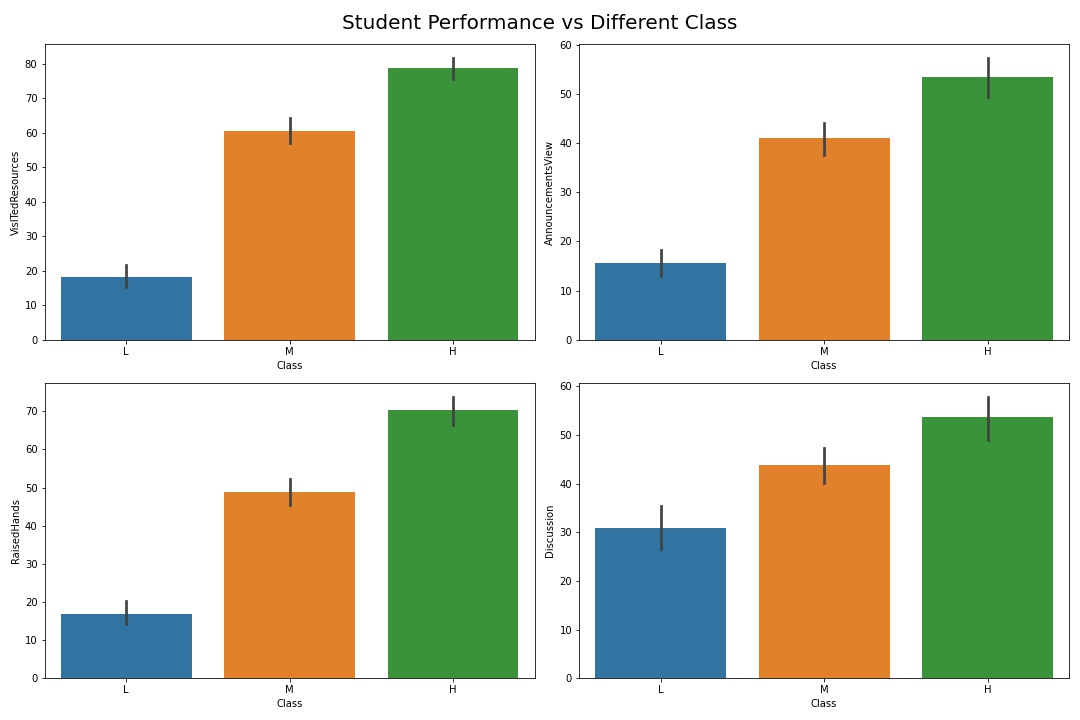 Student Performance vs Different Class
80
70
60
50
40
30
20
10
0
VisITedResources
L M H
Class
60
50
40
30
20
10
0
AnnouncementsView
L M H
Class
70
60
50
40
30
20
10
0
RaisedHands
L M H
Class
60
50
40
30
20
10
0
Discussion
L M H
Class